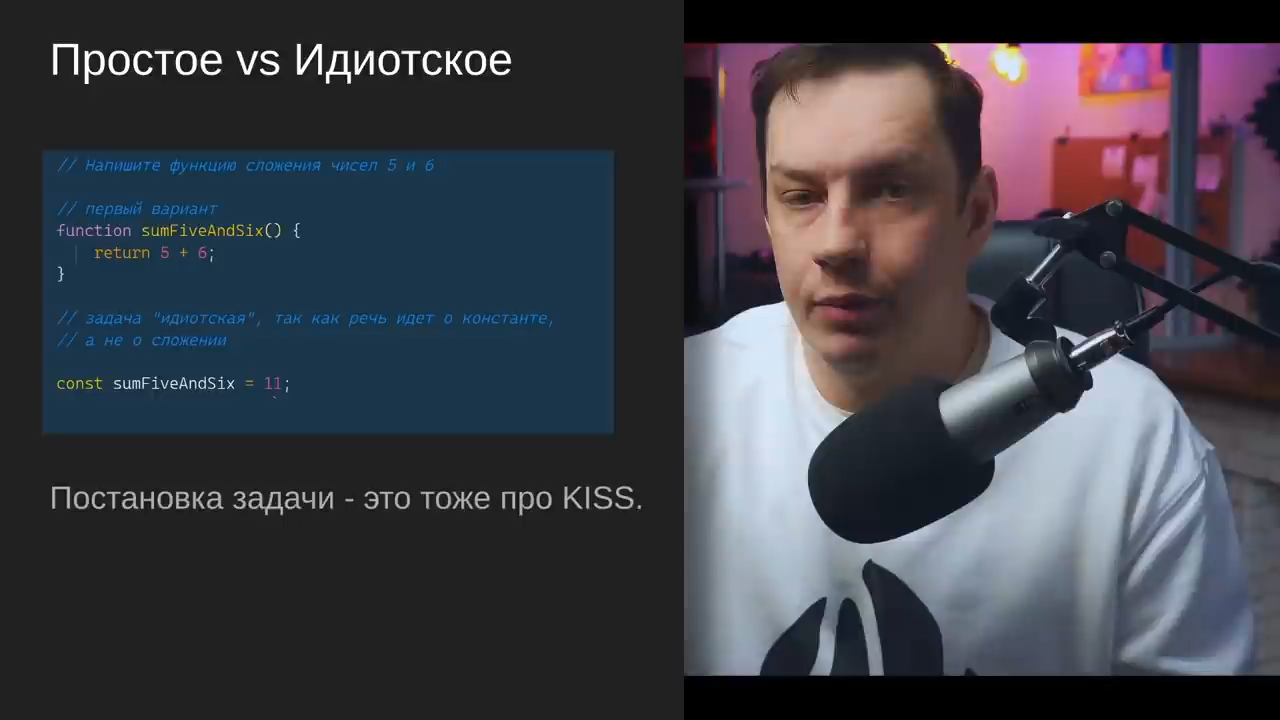 Простое vs Идиотское
// Напишите функцию сложения чисел 5 и 6
// первый вариант
function sumFiveAndSix() {
return 5 + 6;
}
// задача "идиотская", так как речь идет о константе,
// а не о сложении
const sumFiveAndSix = 11;
Постановка задачи - это тоже про KISS.